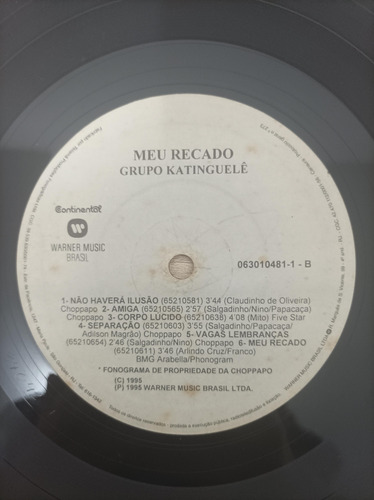 MEU RECADO
GRUPO KATINGUELÊ
Continental
WARNER MUSIC
BRASIL
063010481-1 - B
1- NÃO HAVERÁ ILUSÃO (65210581) 3'44 (Claudinho de Oliveira)
Choppapo 2- AMIGA (65210565) 2'57 (Salgadinho/Nino/Papacaça)
Choppapo 3- CORPO LÚCIDO (65210638) 4'08 (Mito) Five Star
4- SEPARAÇÃO (65210603) 3'55 (Salgadinho/Papacaça/
Adilson Magrão) Choppapo 5- VAGAS LEMBRANÇAS
(65210654) 2'46 (Salgadinho/Nino) Choppapo 6- MEU RECADO
(65210611) 3'46 (Arlindo Cruz/Franco)
BMG Arabella/Phonogram
* FONOGRAMA DE PROPRIEDADE DA CHOPPAPO
(C) 1995
(P) 1995 WARNER MUSIC BRASIL LTDA.